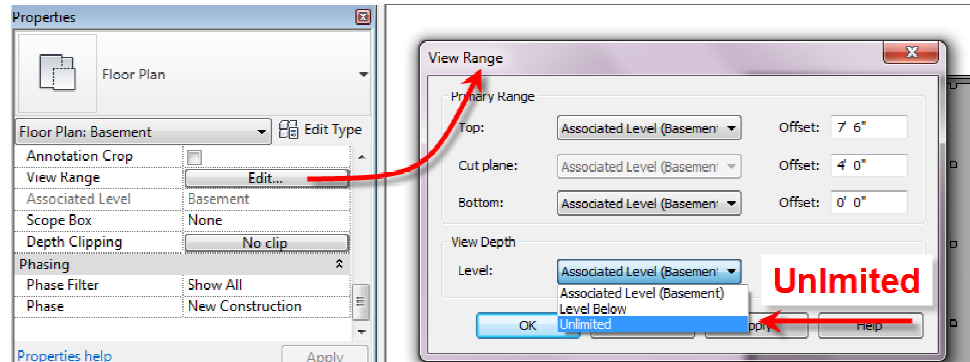 Properties
Floor Plan
Floor Plan: Basement
Edit Type
Annotation Crop
View Range Edit...
Associated Level Basement
Scope Box None
Depth Clipping No clip
Phasing
Phase Filter Show All
Phase New Construction
Properties help
Apply
View Range
Primary Range
Top: Associated Level (Basemen Offset: 7' 6"
Cut plane: Associated Level (Basemen Offset: 4' 0"
Bottom: Associated Level (Basemen Offset: 0' 0"
View Depth
Level: Associated Level (Basemen
Associated Level (Basement)
Level Below
Unlimited
UnlMited
OK
Help